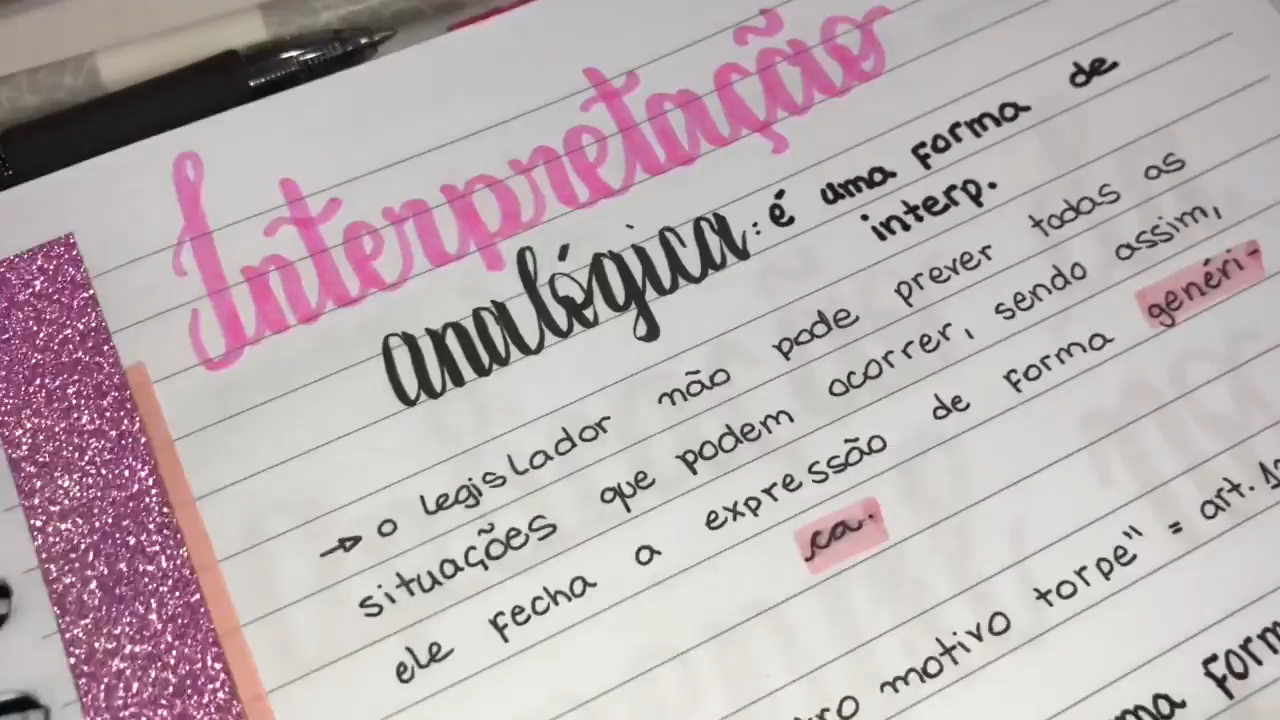 Interpretação
analógica: é uma forma de
interp.
→ o legislador não pode prever todas as
situações que podem ocorrer, sendo assim,
ele fecha a expressão de forma genéri-
ca.
motivo torpe" = art.